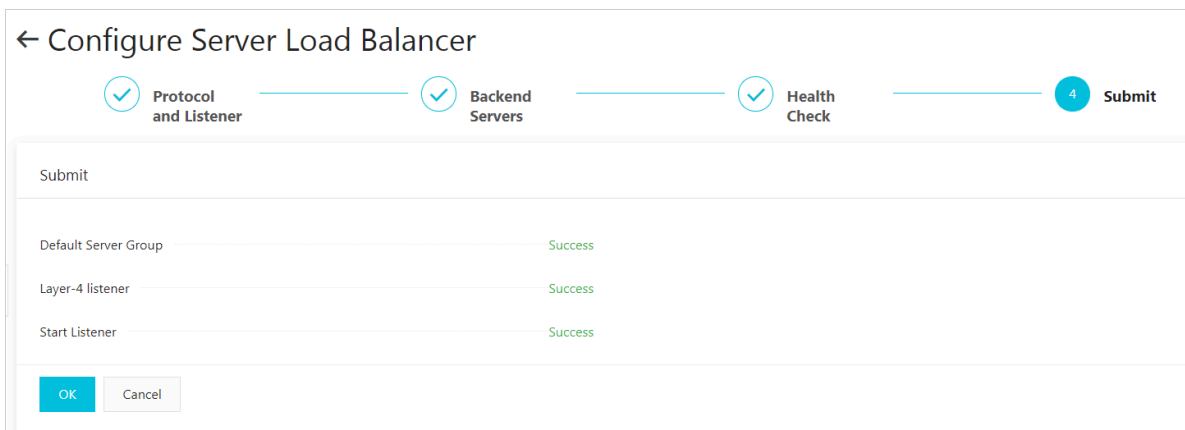 ← Configure Server Load Balancer
Protocol
and Listener
Backend
Servers
Health
Check
4 Submit
Submit
Default Server Group Success
Layer-4 listener Success
Start Listener Success
OK Cancel